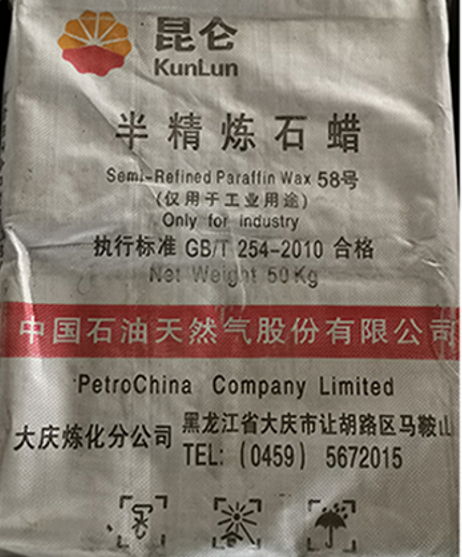 昆仑
KunLun
半精炼石蜡
Semi-Refined Paraffin Wax 58号
(仅用于工业用途)
Only for industry
执行标准 GB/T 254-2010 合格
Net Weight 50Kg
中国石油天然气股份有限公司
PetroChina Company Limited
大庆炼化分公司
黑龙江省大庆市让胡路区马鞍山
TEL: (0459) 5672015